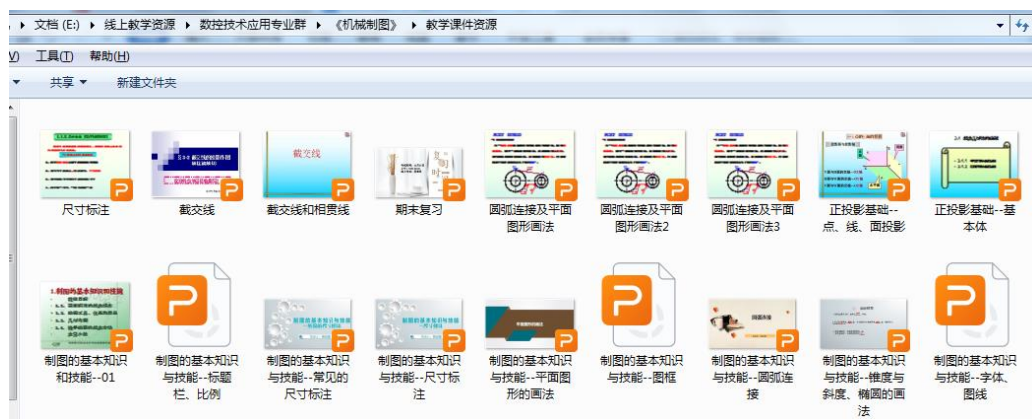 文档 (E:) ▸ 线上教学资源 ▸ 数控技术应用专业群 ▸ 《机械制图》 ▸ 教学课件资源
V) 工具(T) 帮助(H)
共享 新建文件夹
截交线
尺寸标注
截交线
截交线和相贯线
期末复习
圆弧连接及平面
图形画法
圆弧连接及平面
图形画法2
圆弧连接及平面
图形画法3
正投影基础--
点、线、面投影
正投影基础--基
本体
制图的基本知识
和技能--01
制图的基本知识
与技能--标题
栏、比例
制图的基本知识
与技能--常见的
尺寸标注
制图的基本知识
与技能--尺寸标
注
制图的基本知识
与技能--平面图
形的画法
制图的基本知识
与技能--图框
制图的基本知识
与技能--圆弧连
接
制图的基本知识
与技能--锥度与
斜度、椭圆的画
法
制图的基本知识
与技能--字体、
图线